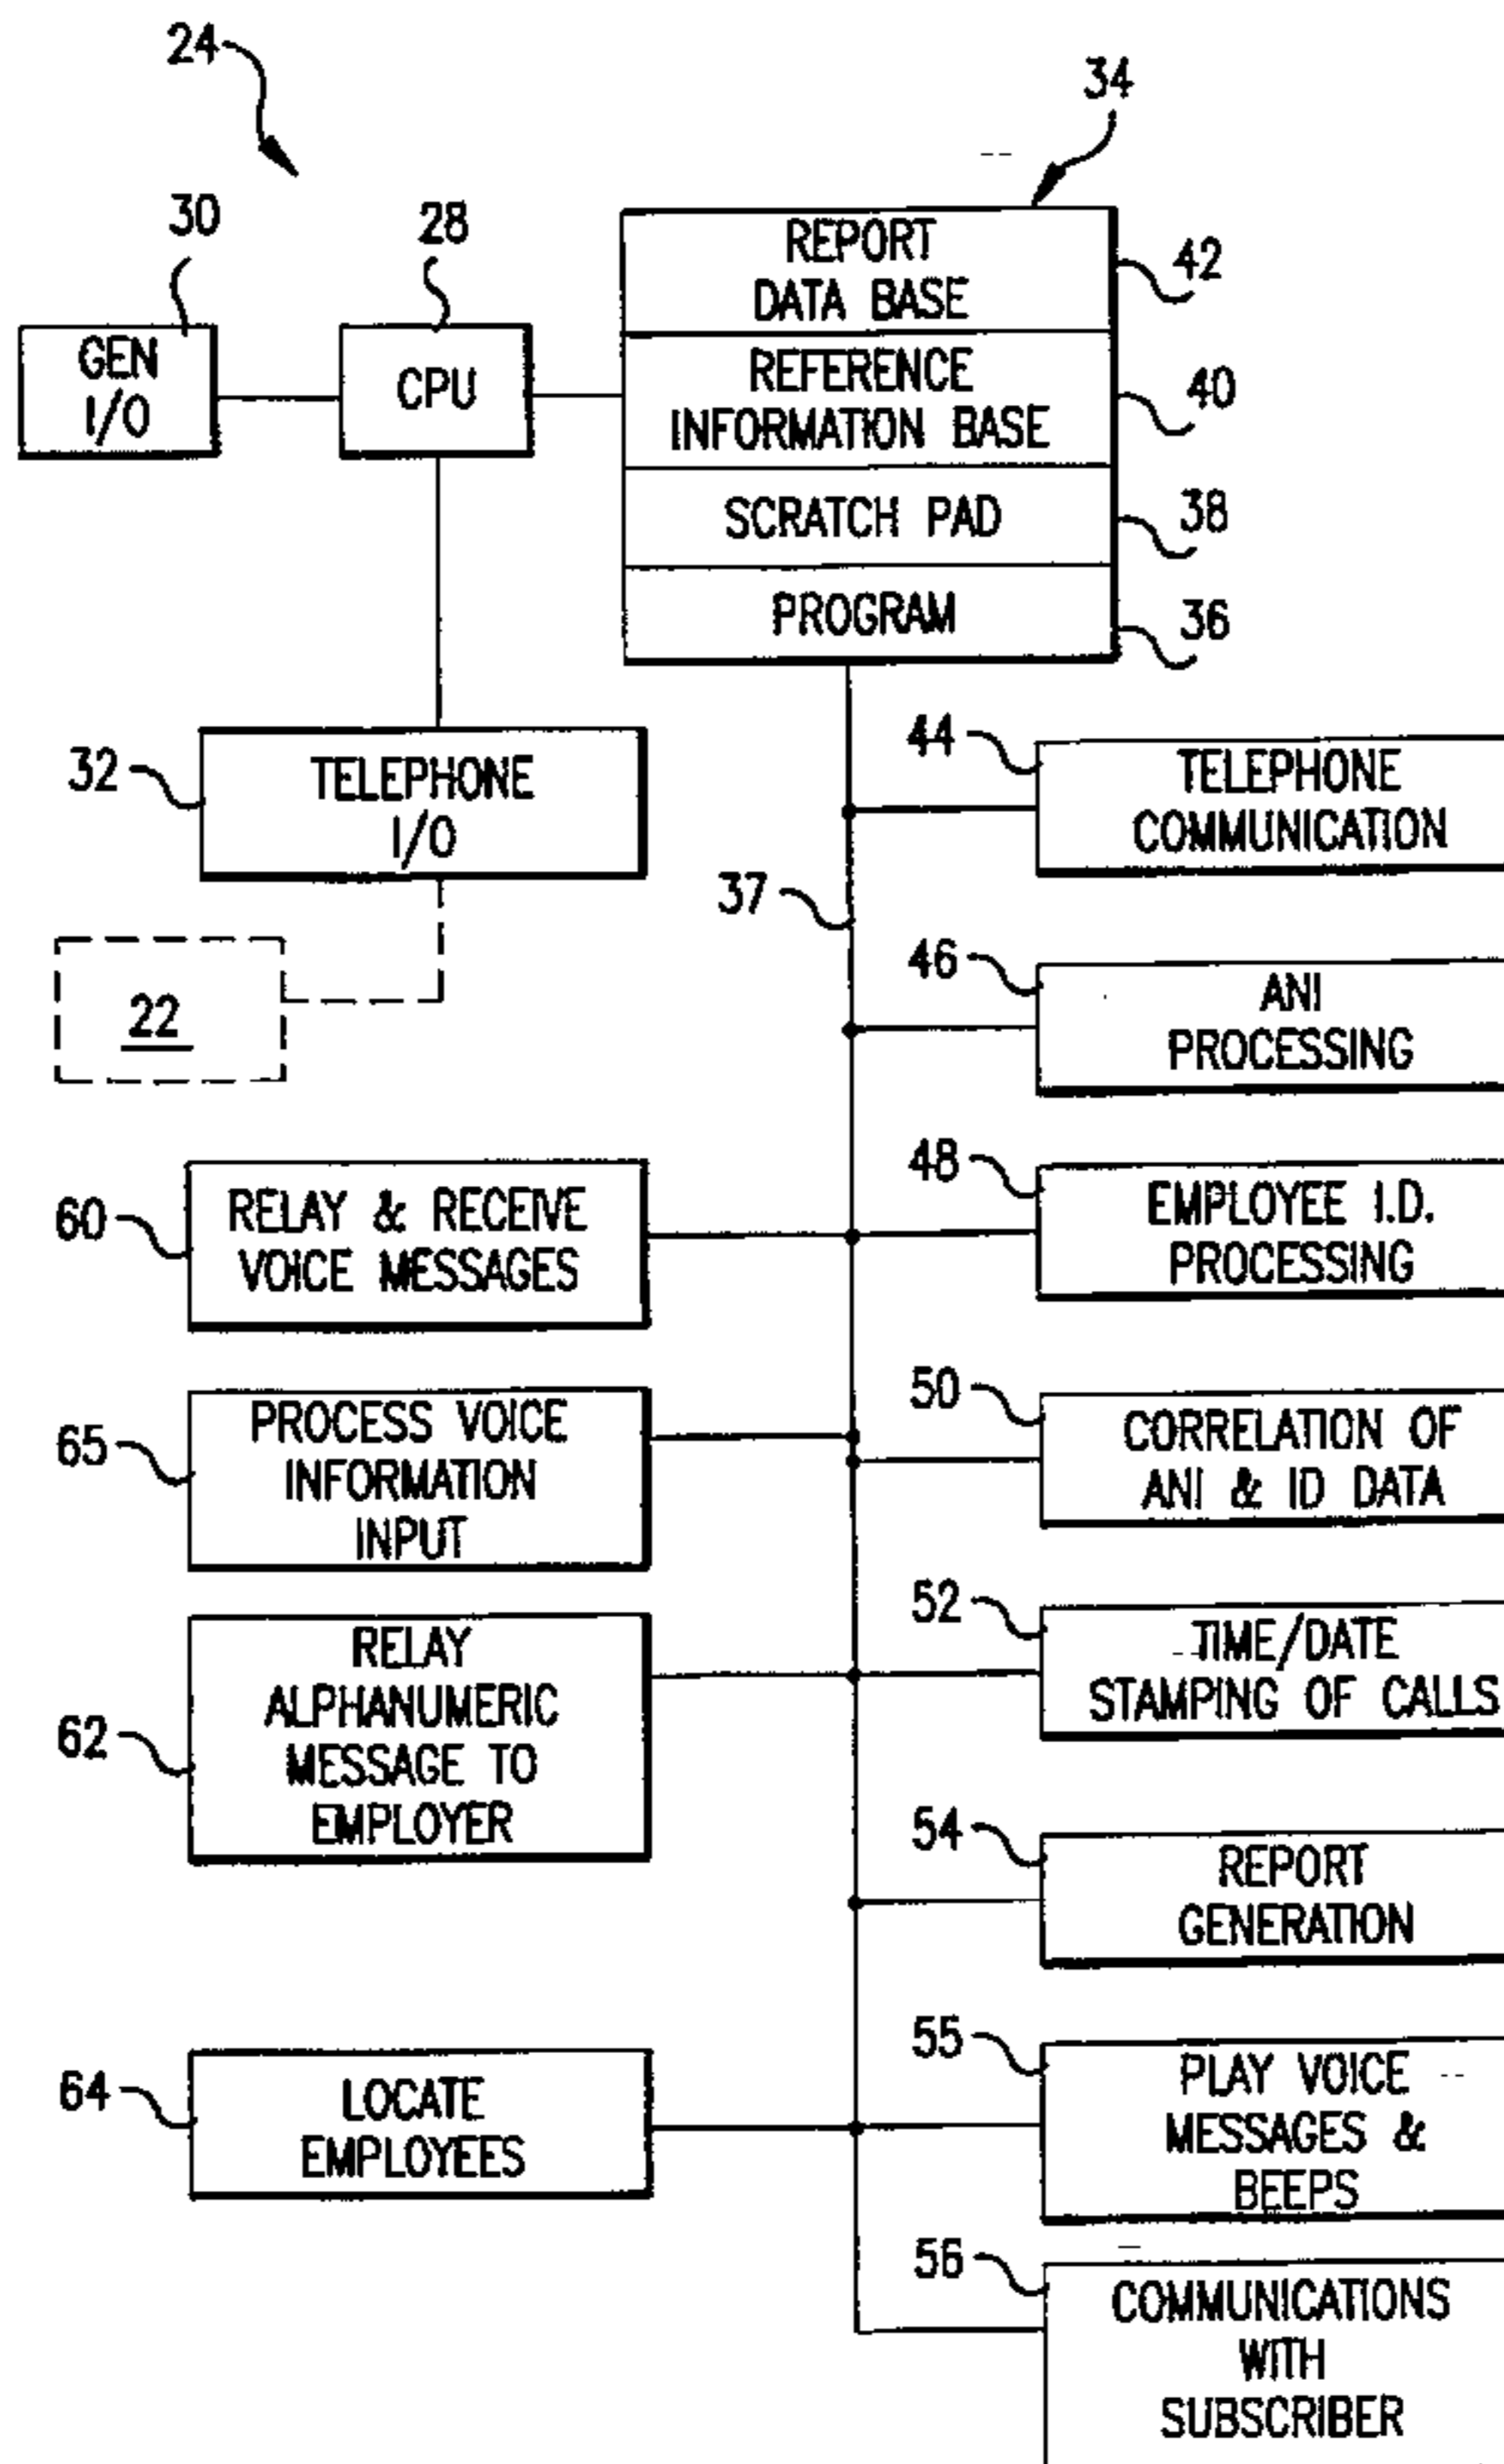 24
34
30
28
REPORT
DATA BASE
42
GEN
I/O
CPU
REFERENCE
INFORMATION BASE
40
SCRATCH PAD
38
PROGRAM
36
32
TELEPHONE
I/O
44
TELEPHONE
COMMUNICATION
37
22
46
ANI
PROCESSING
60
RELAY & RECEIVE
VOICE MESSAGES
48
EMPLOYEE I.D.
PROCESSING
65
PROCESS VOICE
INFORMATION
INPUT
50
CORRELATION OF
ANI & ID DATA
62
RELAY
ALPHANUMERIC
MESSAGE TO
EMPLOYER
52
TIME/DATE
STAMPING OF CALLS
54
REPORT
GENERATION
64
LOCATE
EMPLOYEES
55
PLAY VOICE
MESSAGES &
BEEPS
56
COMMUNICATIONS
WITH
SUBSCRIBER